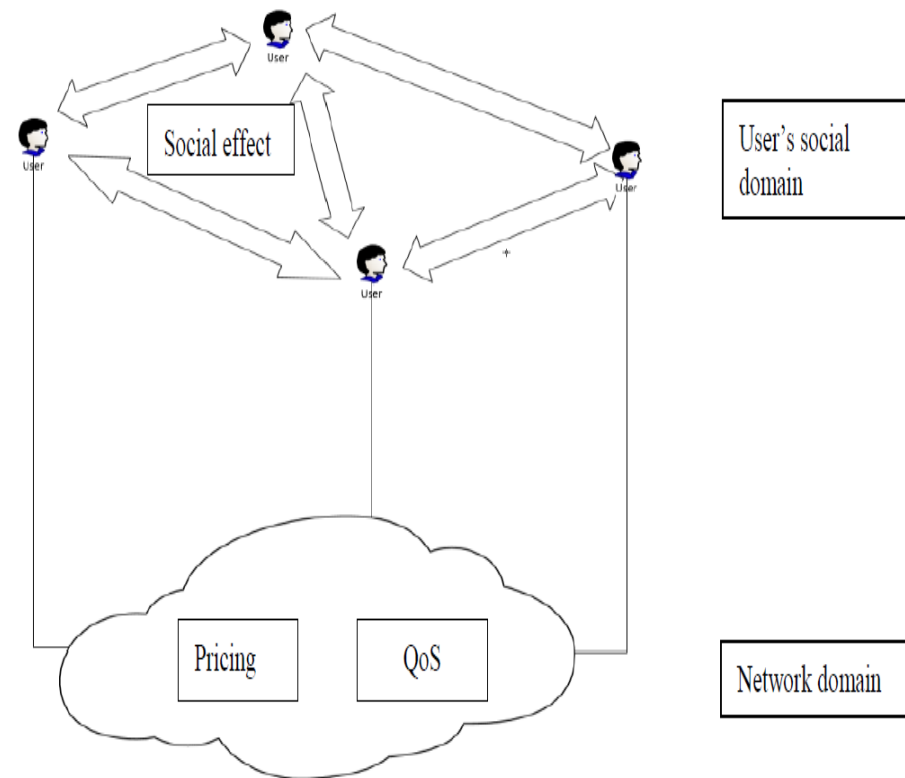 User
User
Social effect
User
User
User's social
domain
Pricing
QoS
Network domain